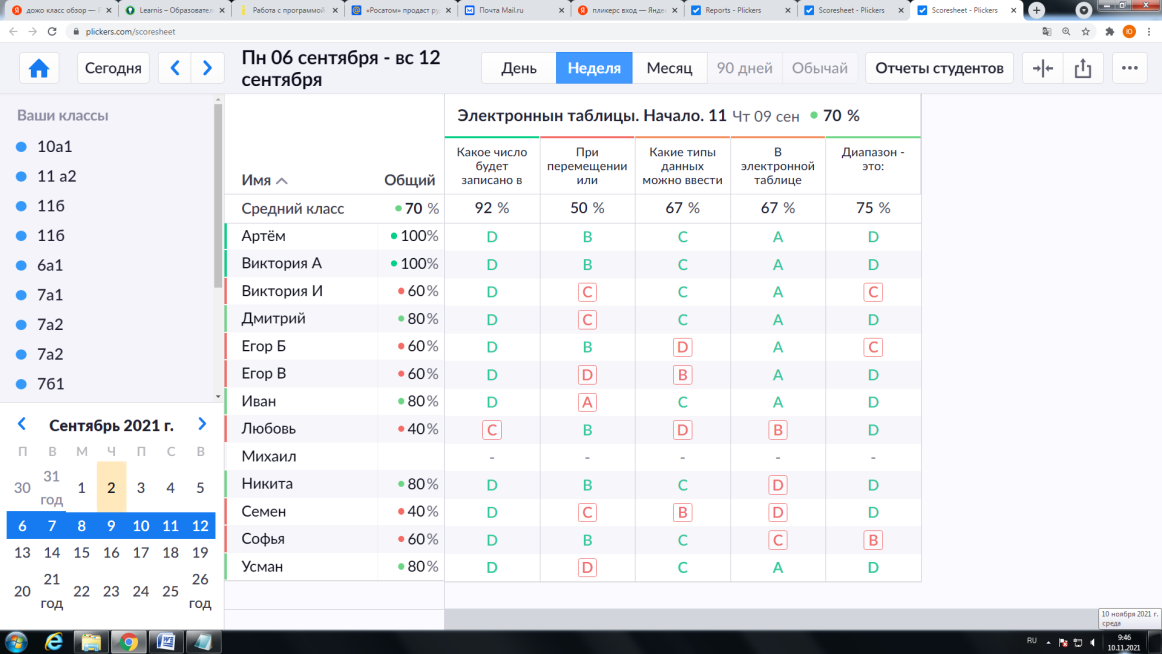 дожо класс обзор — Я
Learnis – Образовател
Работа с программой
«Росатом» продаст ру
Почта Mail.ru
пликерс вход — Янде
Reports - Plickers
Scoresheet - Plickers
Scoresheet - Plickers
plickers.com/scoresheet
Сегодня
Пн 06 сентября - вс 12
сентября
День Неделя Месяц 90 дней Обычай
Отчеты студентов
Ваши классы
10а1
11 а2
11б
11б
6а1
7а1
7а2
7а2
7б1
Сентябрь 2021 г.
П В М Ч П С В
30 31 год 1 2 3 4 5
6 7 8 9 10 11 12
13 14 15 16 17 18 19
20 21 год 22 23 24 25 26 год
Электроннын таблицы. Начало. 11 Чт 09 сен 70 %
Какое число будет записано в
При перемещении или
Какие типы данных можно ввести
В электронной таблице
Диапазон - это:
Имя Общий
Средний класс 70 % 92 % 50 % 67 % 67 % 75 %
Артём 100% D B C A D
Виктория А 100% D B C A D
Виктория И 60% D C C A C
Дмитрий 80% D C C A D
Егор Б 60% D B D A C
Егор В 60% D D B A D
Иван 80% D A C A D
Любовь 40% C B D B D
Михаил - - - - -
Никита 80% D B C D D
Семен 40% D C B D D
Софья 60% D B C C B
Усман 80% D D C A D
10 ноября 2021 г.
среда
RU
9:46
10.11.2021